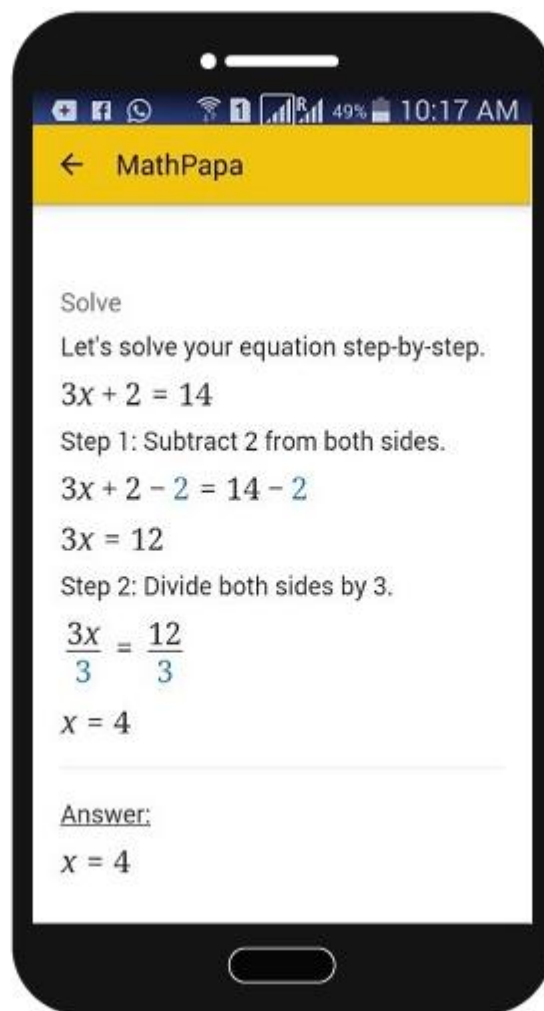 1 R 49% 10:17 AM
← MathPapa
Solve
Let's solve your equation step-by-step.
3x + 2 = 14
Step 1: Subtract 2 from both sides.
3x + 2 − 2 = 14 − 2
3x = 12
Step 2: Divide both sides by 3.
3x/3 = 12/3
x = 4
Answer:
x = 4